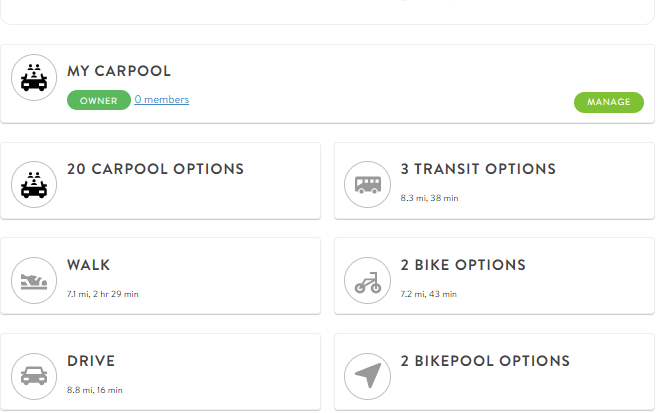 MY CARPOOL
OWNER 0 members
MANAGE
20 CARPOOL OPTIONS
3 TRANSIT OPTIONS
8.3 mi, 38 min
WALK
7.1 mi, 2 hr 29 min
2 BIKE OPTIONS
7.2 mi, 43 min
DRIVE
8.8 mi, 16 min
2 BIKEPOOL OPTIONS